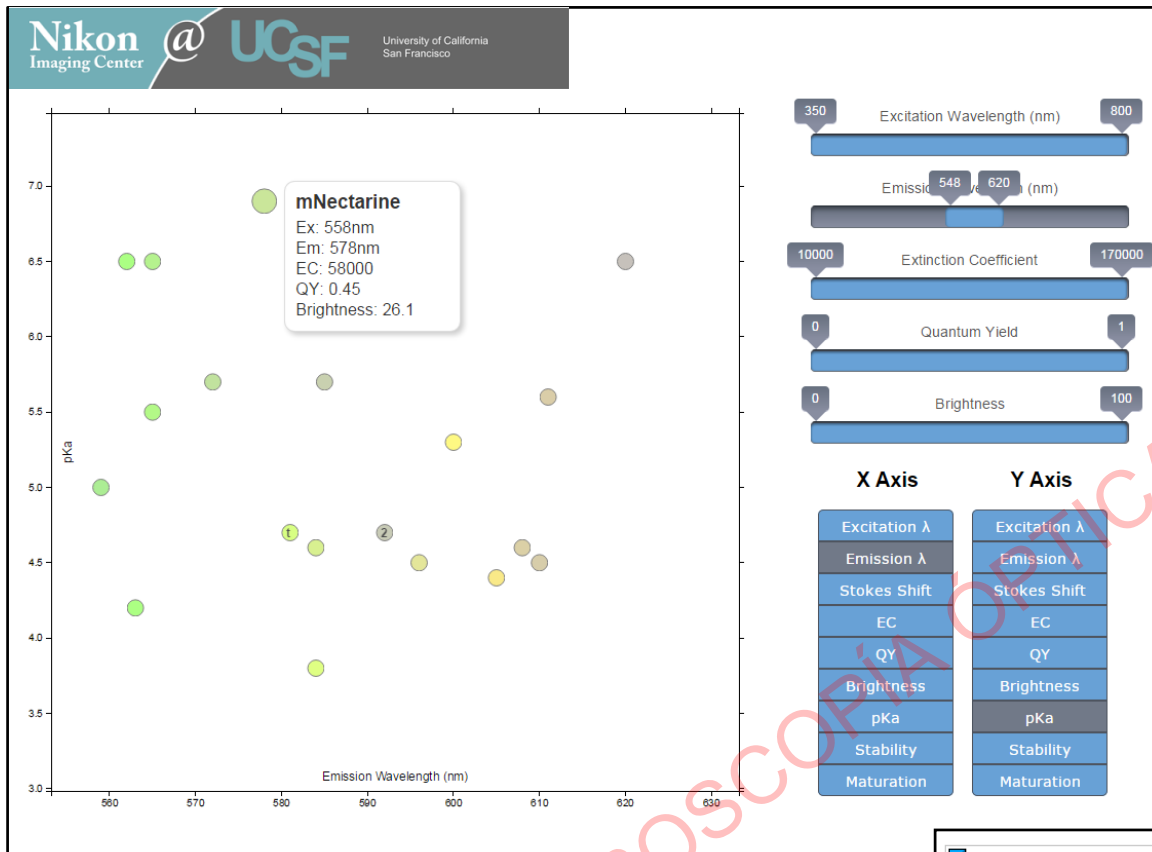 Nikon
Imaging Center
@
UCSF
University of California
San Francisco
7.0
6.5
6.0
5.5
5.0
4.5
4.0
3.5
3.0
pKa
mNectarine
Ex: 558nm
Em: 578nm
EC: 58000
QY: 0.45
Brightness: 26.1
t
2
Emission Wavelength (nm)
560
570
580
590
600
610
620
630
350
Excitation Wavelength (nm)
800
548
620
(nm)
10000
Extinction Coefficient
170000
0
Quantum Yield
1
0
Brightness
100
X Axis
Excitation λ
Emission λ
Stokes Shift
EC
QY
Brightness
pKa
Stability
Maturation
Y Axis
Excitation λ
Emission λ
Stokes Shift
EC
QY
Brightness
pKa
Stability
Maturation
OSCOPÍA ÓPTICA